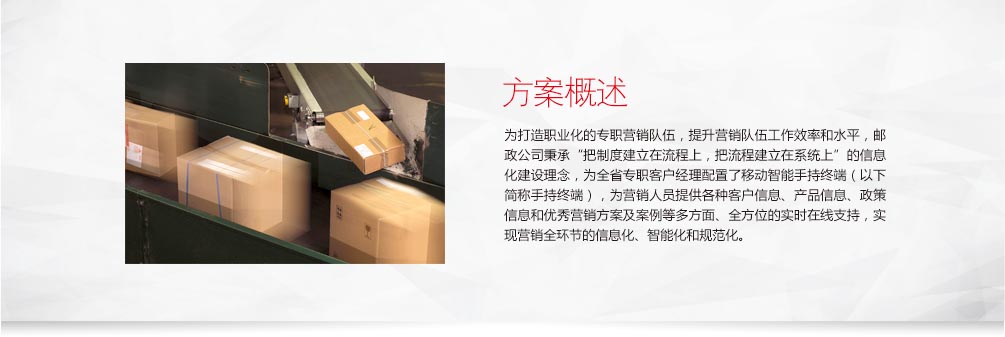 方案概述
为打造职业化的专职营销队伍，提升营销队伍工作效率和水平，邮
政公司秉承“把制度建立在流程上，把流程建立在系统上”的信息
化建设理念，为全省专职客户经理配置了移动智能手持终端（以下
简称手持终端），为营销人员提供各种客户信息、产品信息、政策
信息和优秀营销方案及案例等多方面、全方位的实时在线支持，实
现营销全环节的信息化、智能化和规范化。